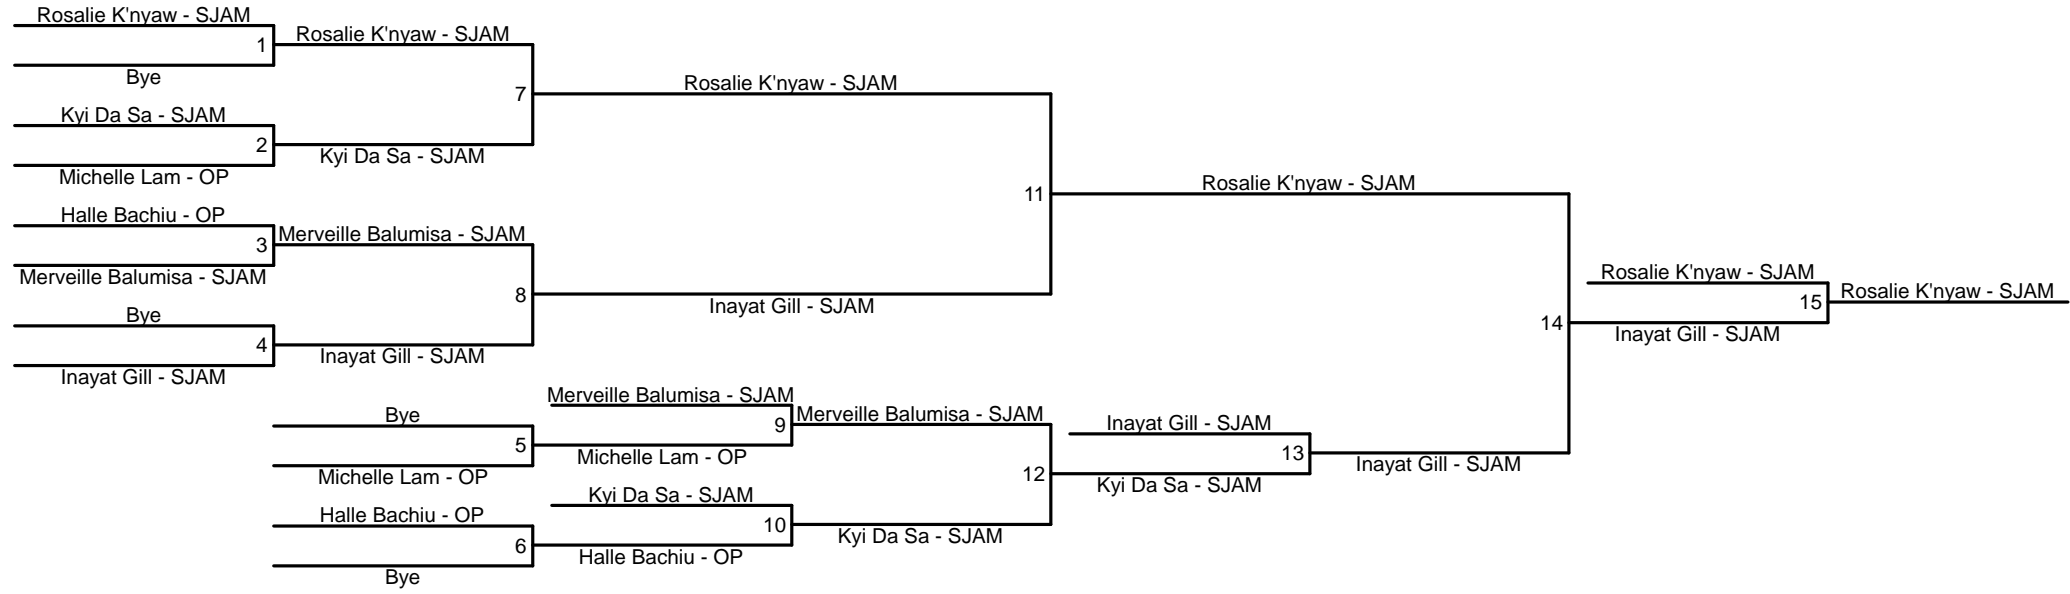 Rosalie K'nyaw - SJAM
1
Bye
Kyi Da Sa - SJAM
2
Michelle Lam - OP
Halle Bachiu - OP
3
Merveille Balumisa - SJAM
Bye
4
Inayat Gill - SJAM
Rosalie K'nyaw - SJAM
7
Kyi Da Sa - SJAM
Merveille Balumisa - SJAM
8
Inayat Gill - SJAM
Bye
5
Michelle Lam - OP
Halle Bachiu - OP
6
Bye
Rosalie K'nyaw - SJAM
11
Inayat Gill - SJAM
Merveille Balumisa - SJAM
9
Michelle Lam - OP
Kyi Da Sa - SJAM
10
Halle Bachiu - OP
Merveille Balumisa - SJAM
12
Kyi Da Sa - SJAM
Rosalie K'nyaw - SJAM
14
Inayat Gill - SJAM
13
Kyi Da Sa - SJAM
Inayat Gill - SJAM
Rosalie K'nyaw - SJAM
15
Inayat Gill - SJAM
Rosalie K'nyaw - SJAM